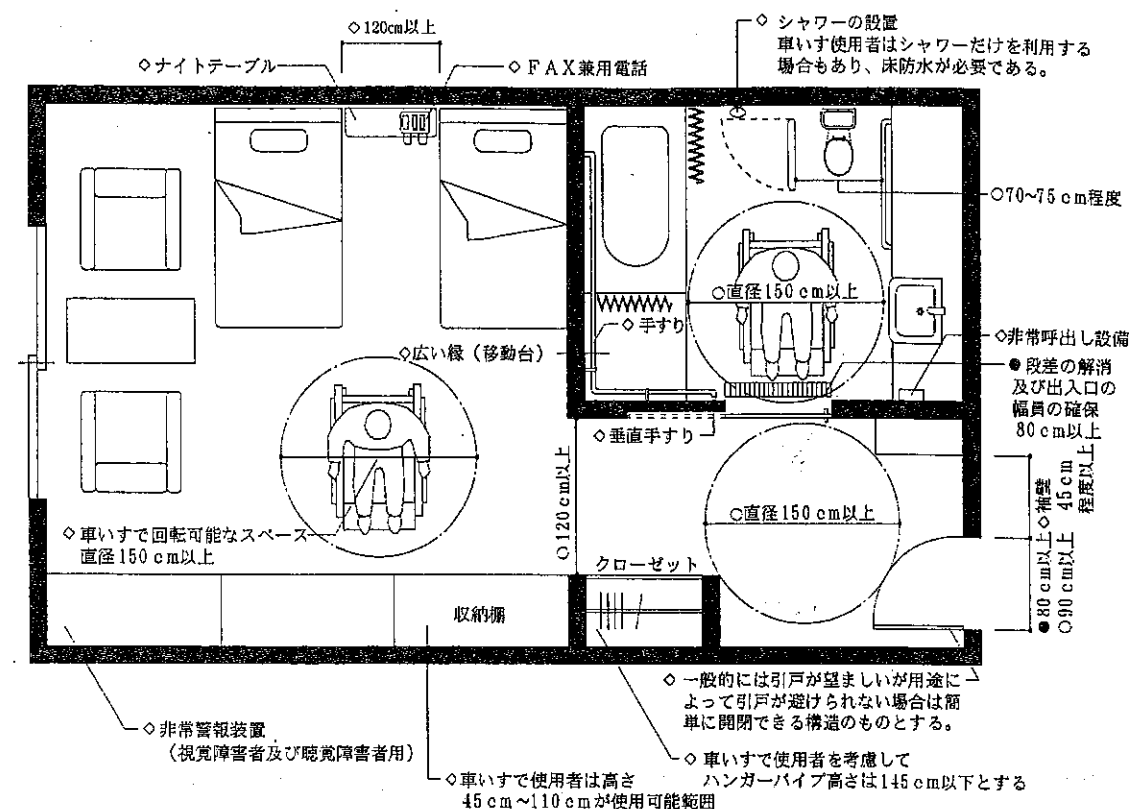 ◇120cm以上
◇ナイトテーブル
◇FAX兼用電話
◇ シャワーの設置
車いす使用者はシャワーだけを利用する
場合もあり、床防水が必要である。
○70~75cm程度
○直径150cm以上
◇手すり
◇広い縁（移動台）
◇非常呼出し設備
● 段差の解消
及び出入口の
幅員の確保
80cm以上
◇垂直手すり
○120cm以上
◇車いすで回転可能なスペース
直径150cm以上
○直径150cm以上
◇袖壁 45cm
程度以上
●80cm以上
○90cm以上
クローゼット
収納棚
◇ 一般的には引戸が望ましいが用途に
よって引戸が避けられない場合は簡
単に開閉できる構造のものとする。
◇非常警報装置
（視覚障害者及び聴覚障害者用）
◇ 車いすで使用者を考慮して
ハンガーパイプ高さは145cm以下とする
◇車いすで使用者は高さ
45cm~110cmが使用可能範囲